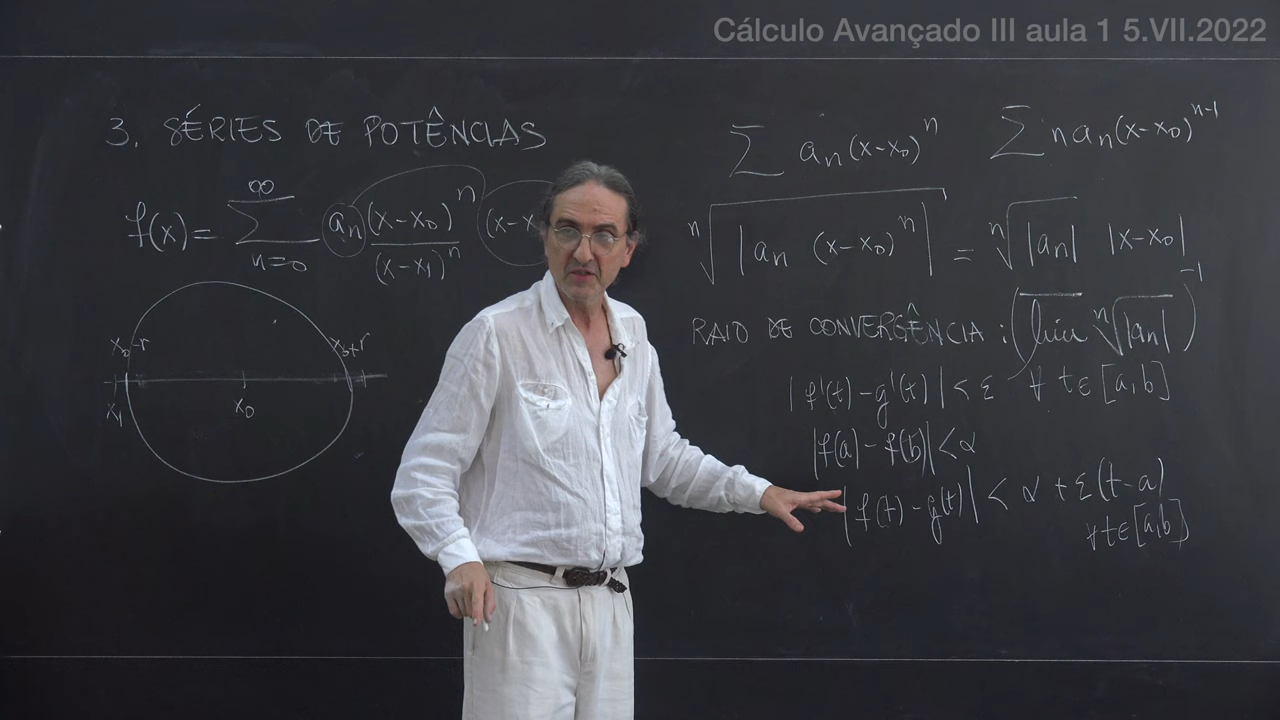 Cálculo Avançado III aula 1 5.VII.2022
3. SÉRIES DE POTÊNCIAS
f(x) = ∑_{n=0}^{∞} a_n (x-x_0)^n / (x-x_1)^n (x-x
x_0-r x_0+r
x_1 x_0
∑ a_n (x-x_0)^n ∑ n a_n (x-x_0)^{n-1}
ⁿ√|a_n (x-x_0)^n| = ⁿ√|a_n| |x-x_0|
RAIO DE CONVERGÊNCIA : (lim ⁿ√|a_n|)^{-1}
|f'(t) - g'(t)| < ε ∀ t ∈ [a,b]
|f(a) - f(b)| < α
|f(t) - g(t)| < α + ε(t-a)
∀ t ∈ [a,b]